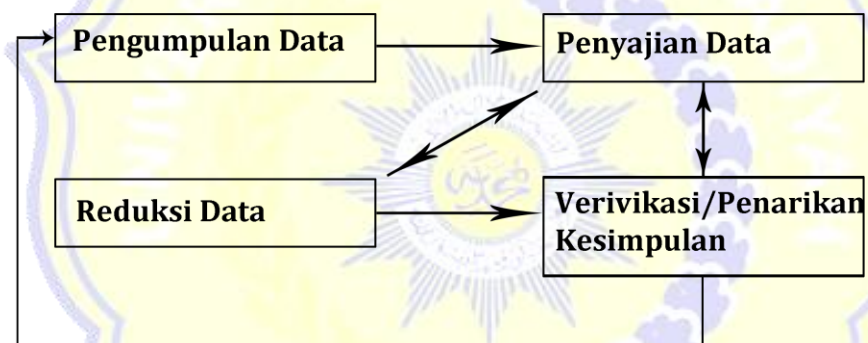 Pengumpulan Data
Penyajian Data
Reduksi Data
Verivikasi/Penarikan
Kesimpulan